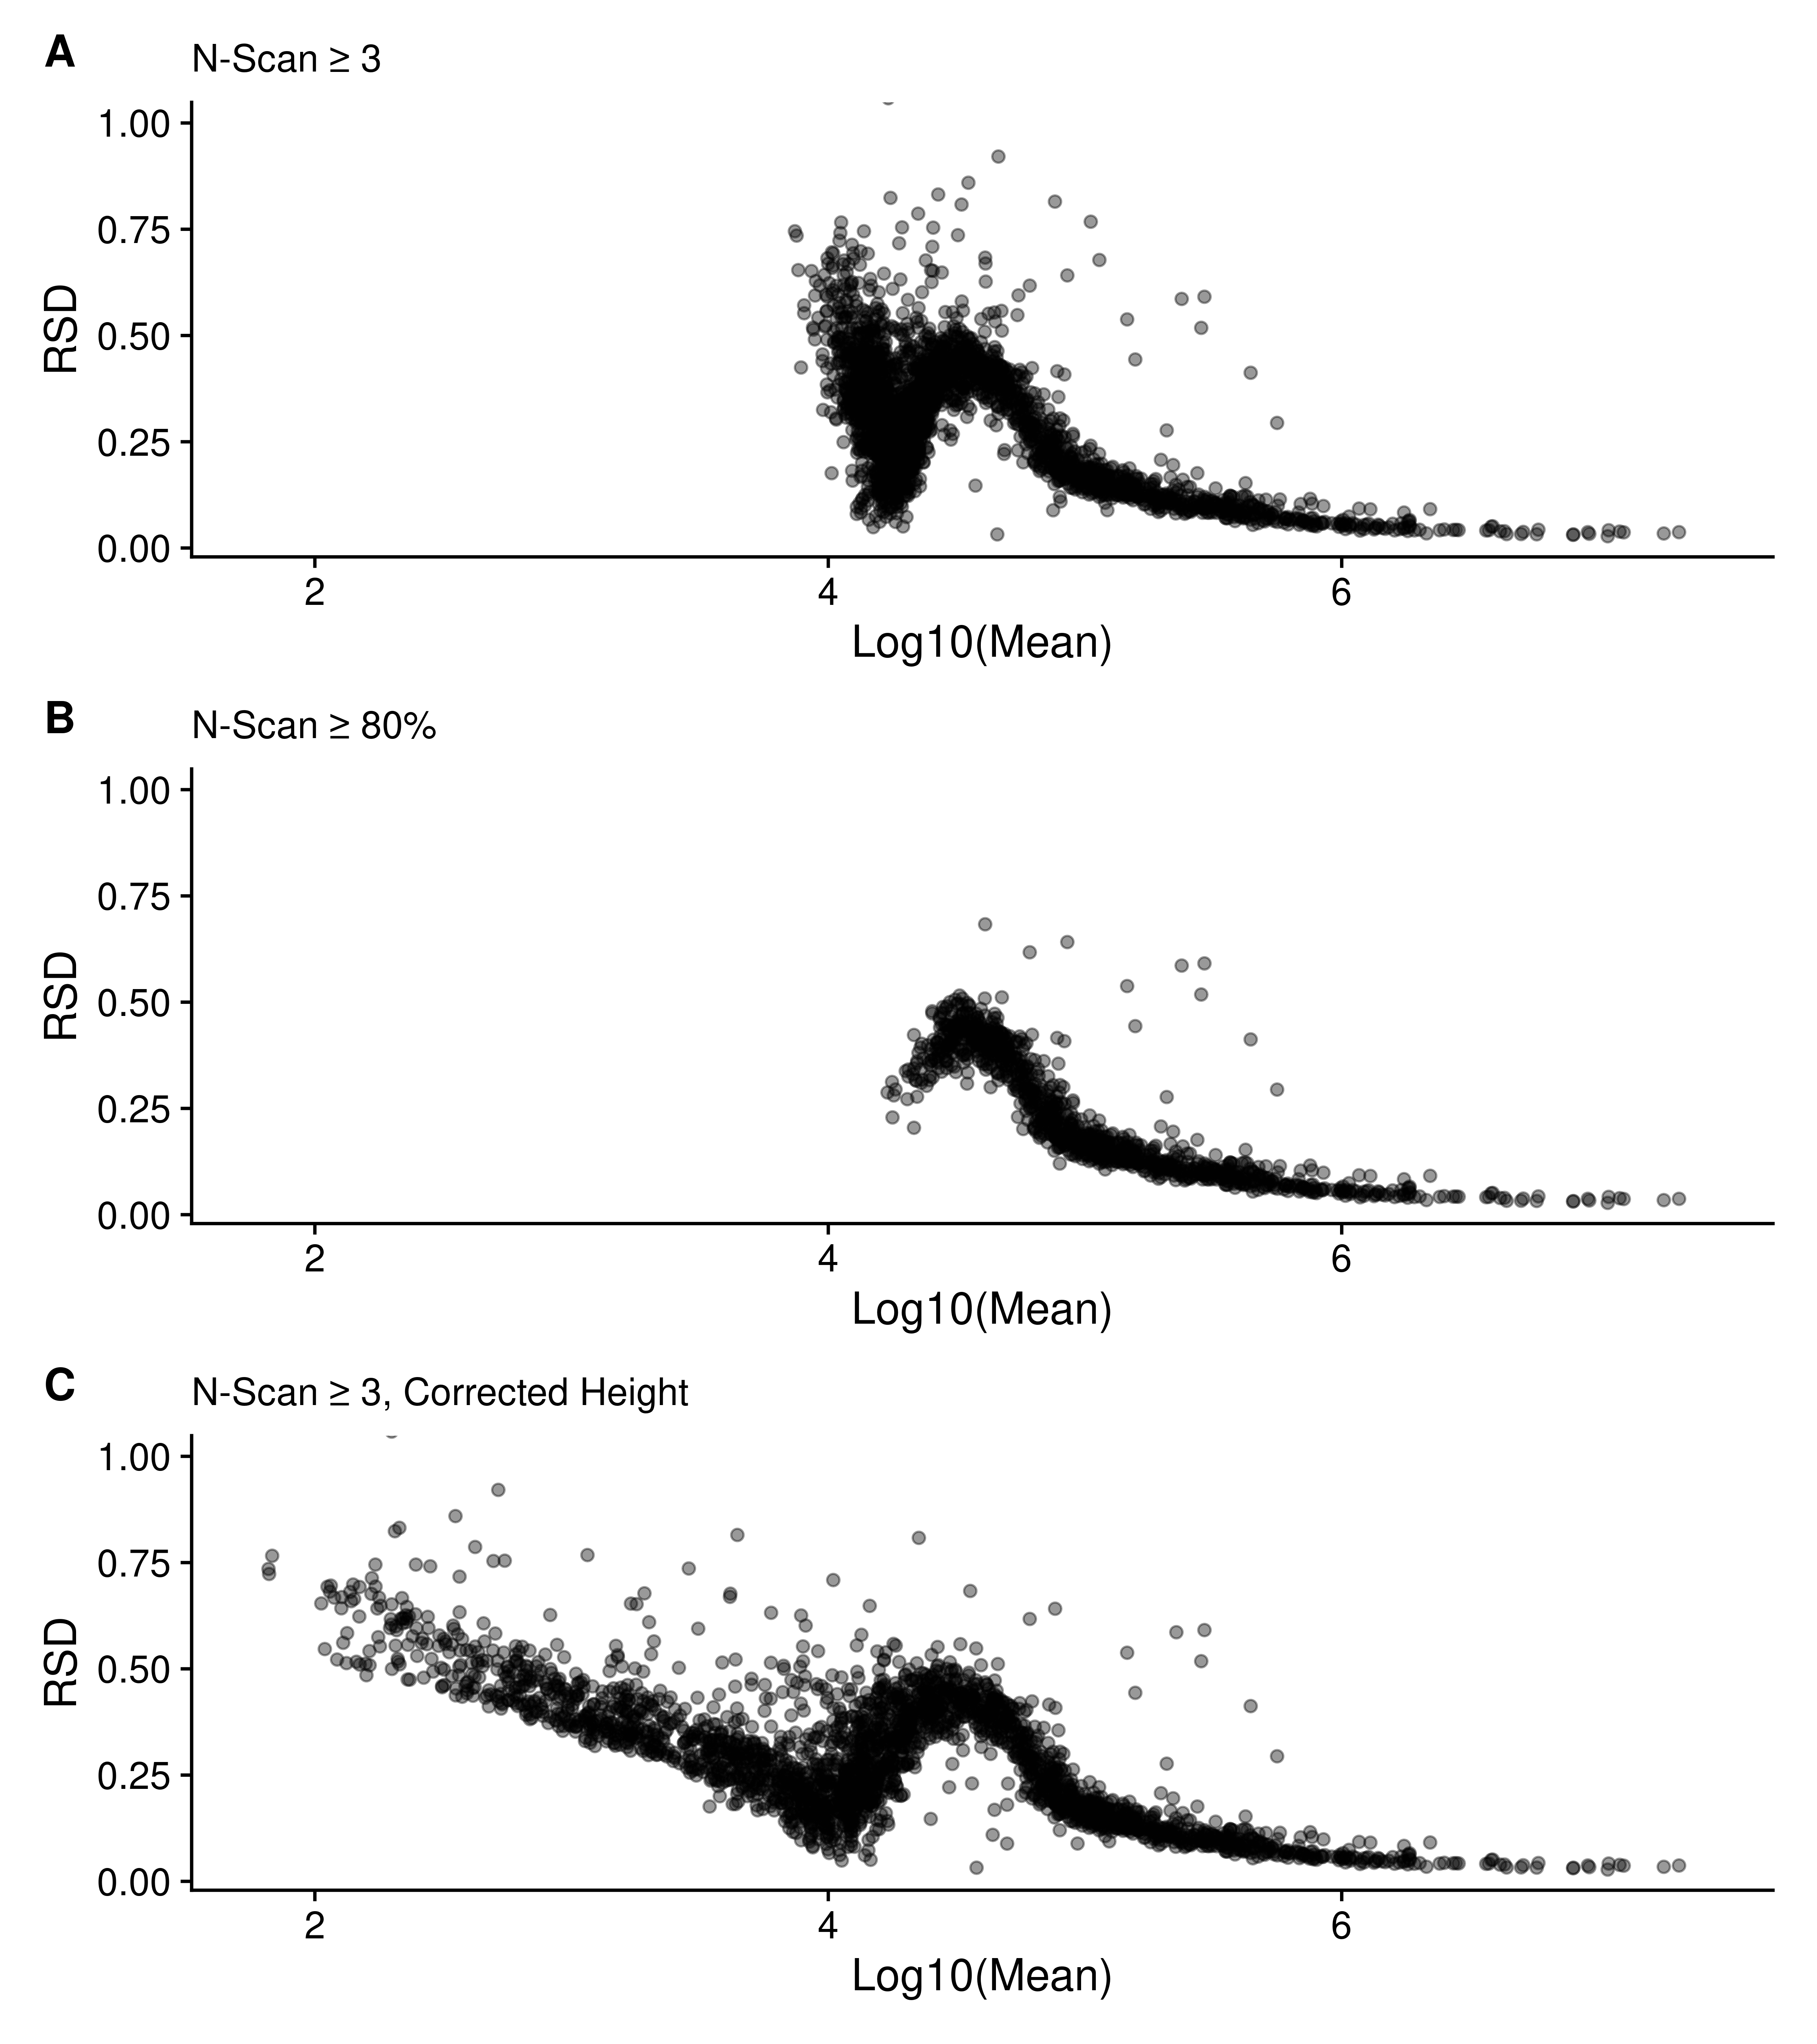 A
N-Scan ≥ 3
1.00
0.75
0.50
0.25
0.00
RSD
2 4 6
Log10(Mean)
B
N-Scan ≥ 80%
1.00
0.75
0.50
0.25
0.00
RSD
2 4 6
Log10(Mean)
C
N-Scan ≥ 3, Corrected Height
1.00
0.75
0.50
0.25
0.00
RSD
2 4 6
Log10(Mean)